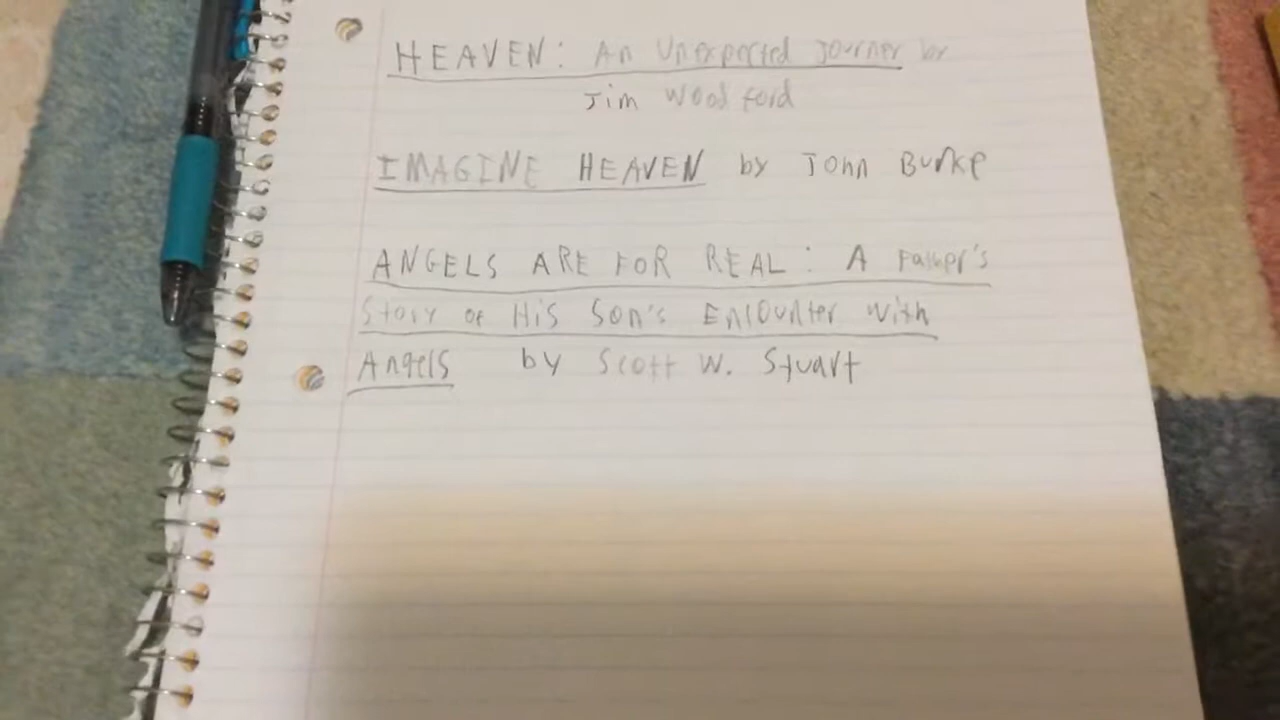 HEAVEN: An Unexpected Journey by
Jim Woodford
IMAGINE HEAVEN by John Burke
ANGELS ARE FOR REAL: A Father's
Story of His Son's Encounter with
Angels by Scott W. Stuart